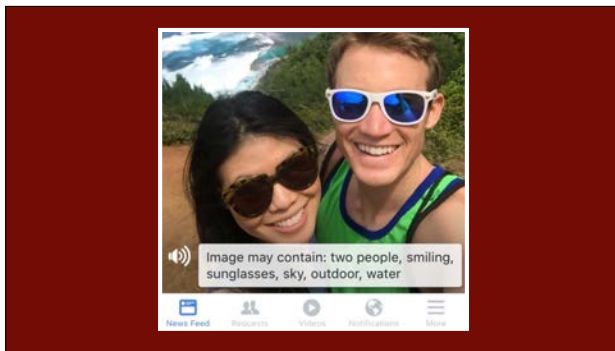 Image may contain: two people, smiling,
sunglasses, sky, outdoor, water
News Feed Requests Videos Notifications More